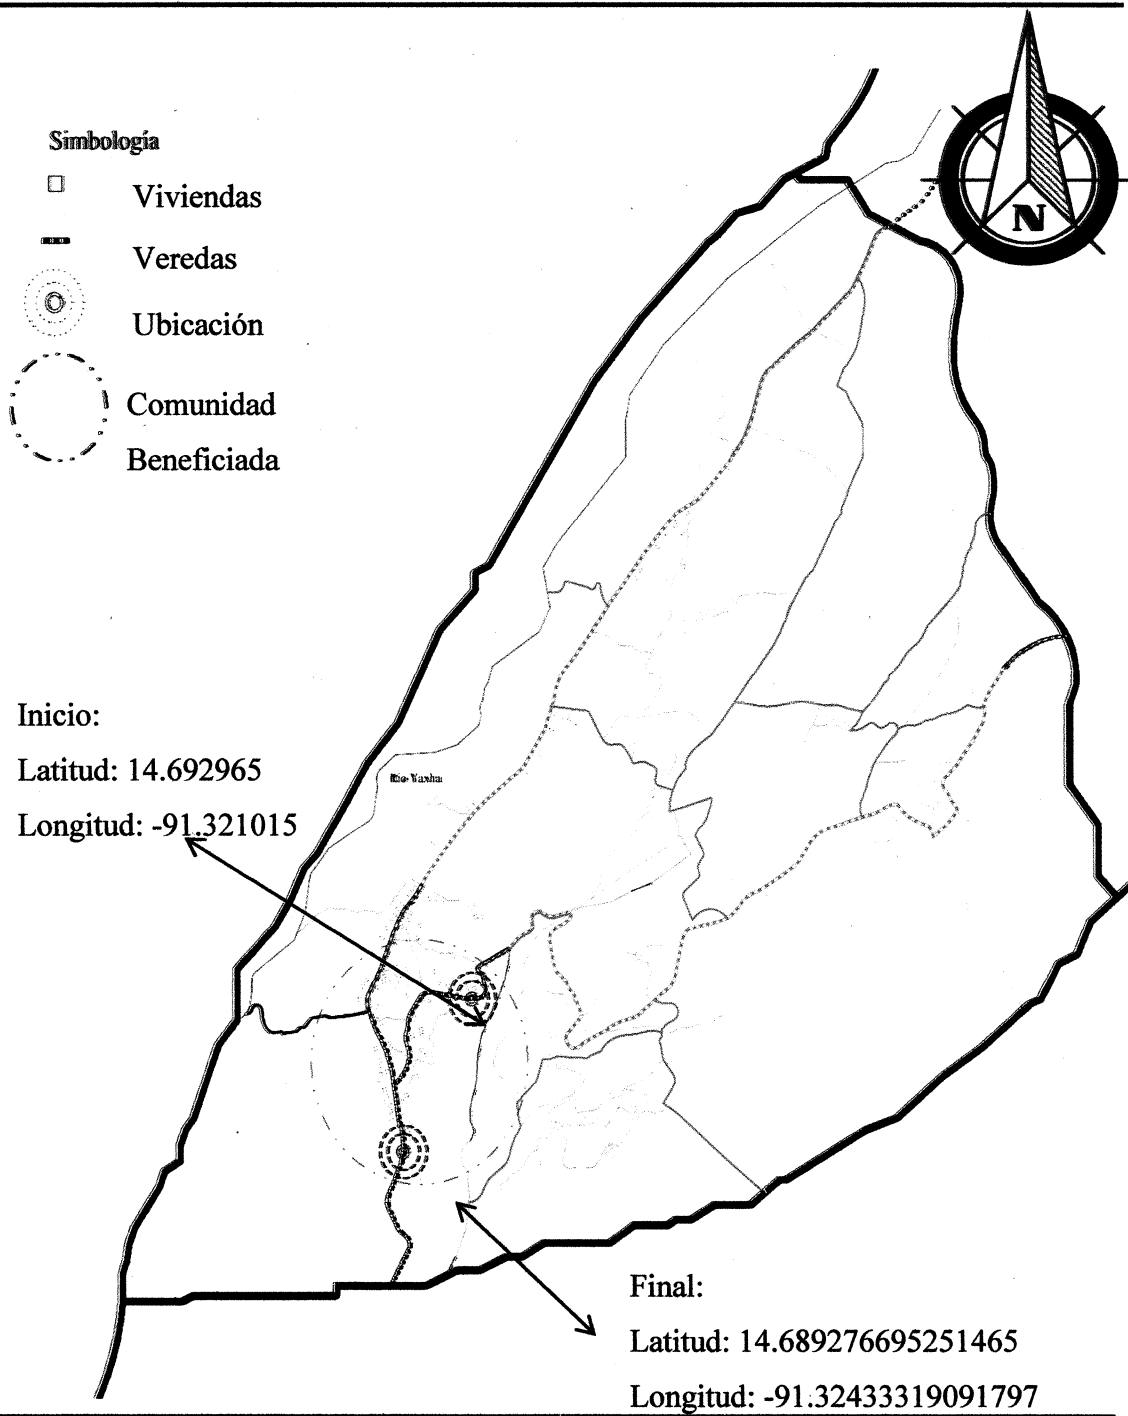 Simbología
Viviendas
Veredas
Ubicación
Comunidad
Beneficiada
N
Inicio:
Latitud: 14.692965
Longitud: -91.321015
Final:
Latitud: 14.689276695251465
Longitud: -91.32433319091797